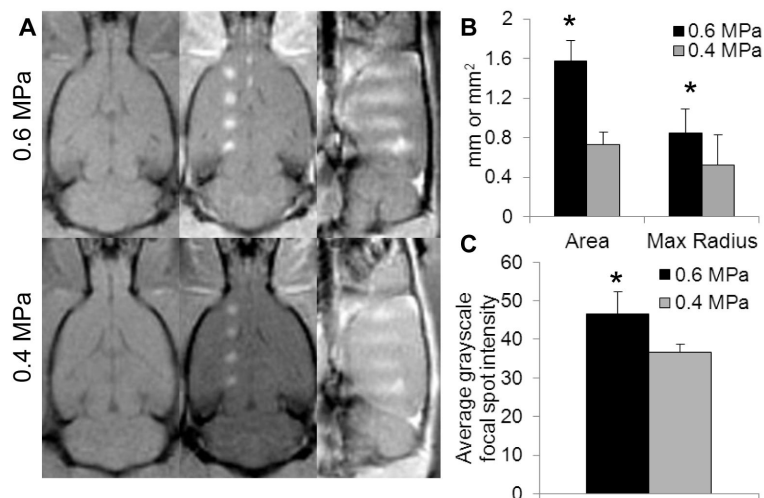 A
0.6 MPa
0.4 MPa
B
mm or mm²
2
1.6
1.2
0.8
0.4
0
*
*
0.6 MPa
0.4 MPa
Area Max Radius
C
Average grayscale
focal spot intensity
60
50
40
30
20
10
0
*
0.6 MPa
0.4 MPa